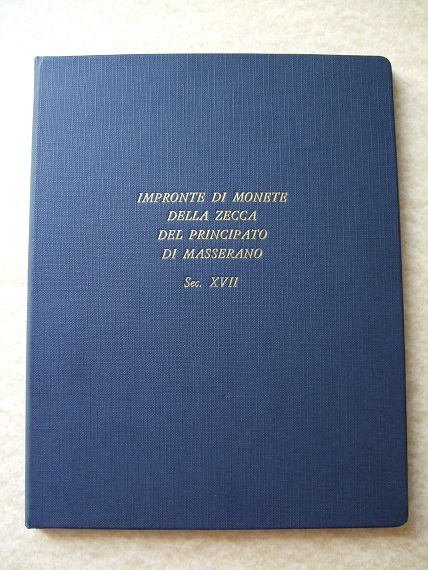 IMPRONTE DI MONETE
DELLA ZECCA
DEL PRINCIPATO
DI MASSERANO
Sec. XVII